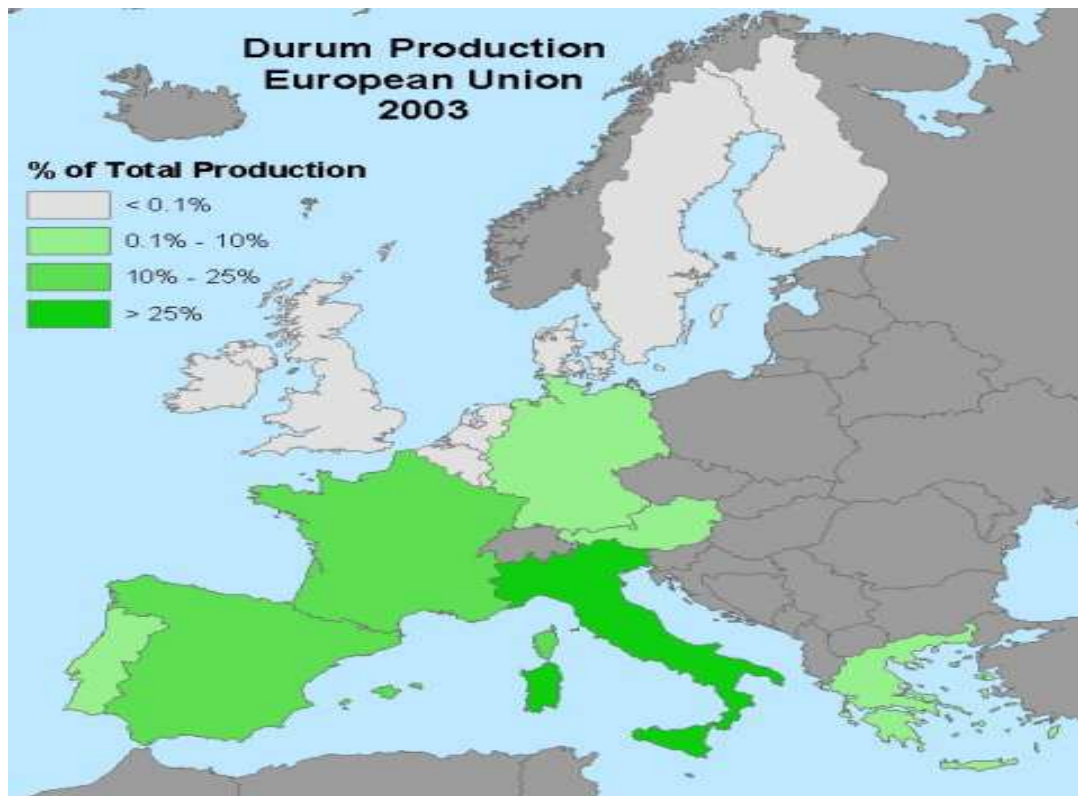 Durum Production
European Union
2003
% of Total Production
< 0.1%
0.1% - 10%
10% - 25%
> 25%